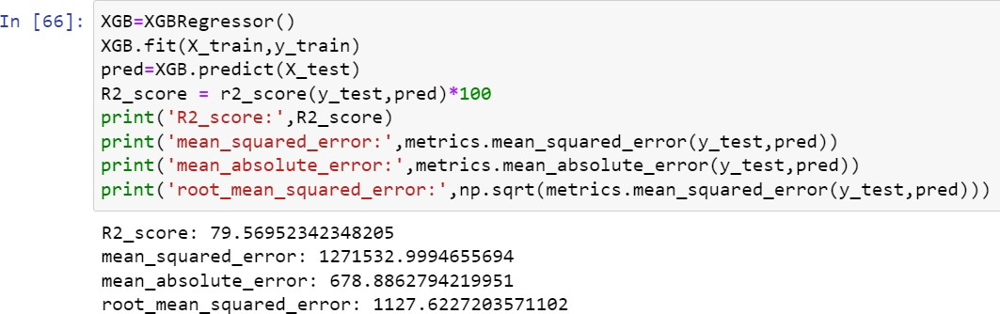 In [66]: XGB=XGBRegressor()
XGB.fit(X_train,y_train)
pred=XGB.predict(X_test)
R2_score = r2_score(y_test,pred)*100
print('R2_score:',R2_score)
print('mean_squared_error:',metrics.mean_squared_error(y_test,pred))
print('mean_absolute_error:',metrics.mean_absolute_error(y_test,pred))
print('root_mean_squared_error:',np.sqrt(metrics.mean_squared_error(y_test,pred)))
R2_score: 79.56952342348205
mean_squared_error: 1271532.9994655694
mean_absolute_error: 678.8862794219951
root_mean_squared_error: 1127.6227203571102